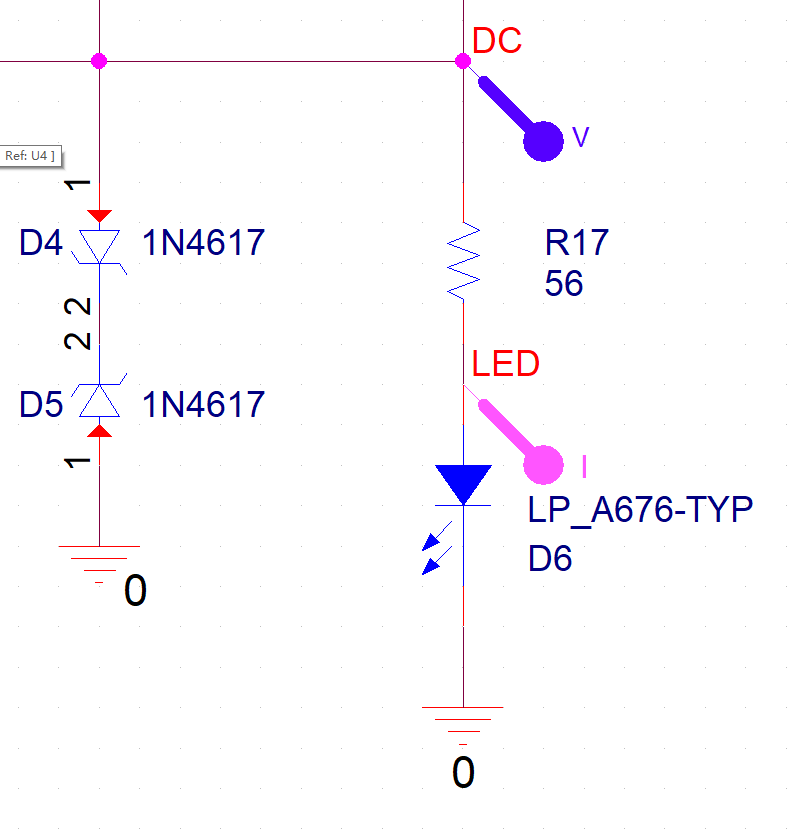 DC
V
Ref: U4 ]
1
D4
1N4617
R17
56
2
2
LED
D5
1N4617
1
I
LP_A676-TYP
D6
0
0